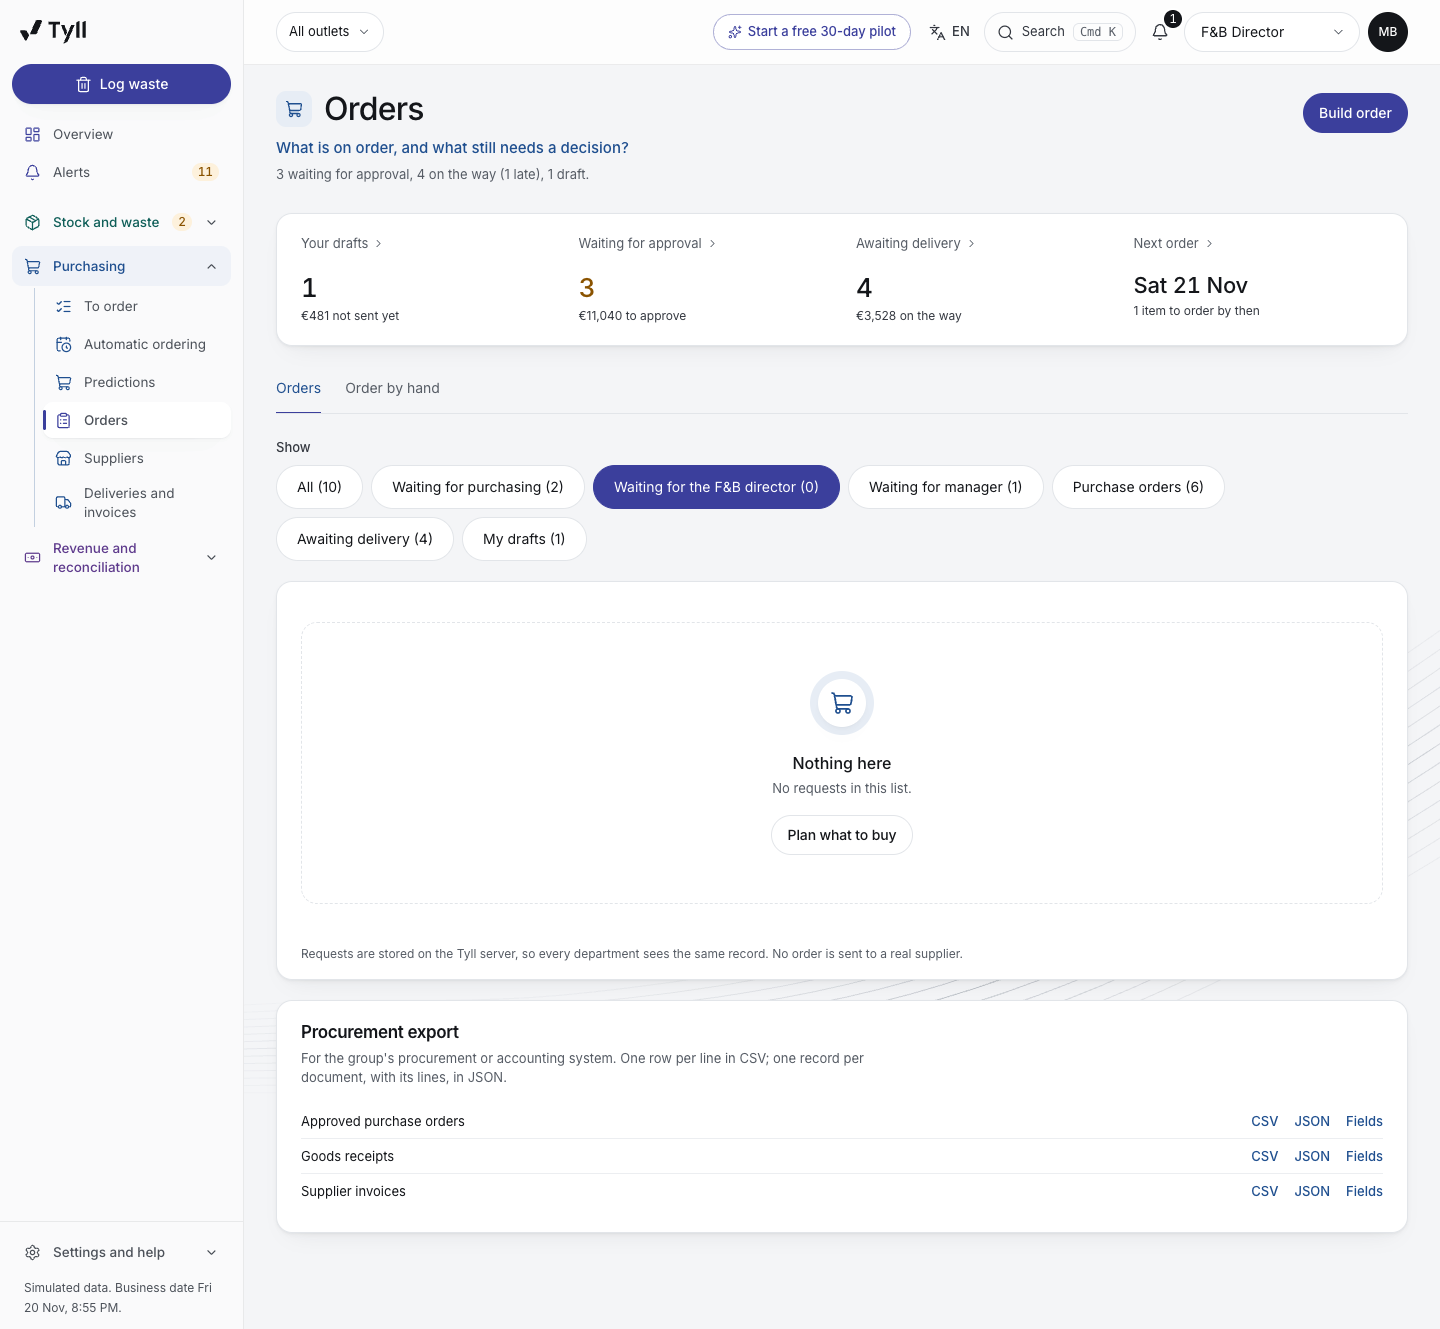 Tyll
All outlets
Start a free 30-day pilot
EN
Search
Cmd K
1
F&B Director
MB
Log waste
Overview
Alerts
11
Stock and waste
2
Purchasing
To order
Automatic ordering
Predictions
Orders
Suppliers
Deliveries and
invoices
Revenue and
reconciliation
Settings and help
Simulated data. Business date Fri
20 Nov, 8:55 PM.
Orders
Build order
What is on order, and what still needs a decision?
3 waiting for approval, 4 on the way (1 late), 1 draft.
Your drafts
1
€481 not sent yet
Waiting for approval
3
€11,040 to approve
Awaiting delivery
4
€3,528 on the way
Next order
Sat 21 Nov
1 item to order by then
Orders
Order by hand
Show
All (10)
Waiting for purchasing (2)
Waiting for the F&B director (0)
Waiting for manager (1)
Purchase orders (6)
Awaiting delivery (4)
My drafts (1)
Nothing here
No requests in this list.
Plan what to buy
Requests are stored on the Tyll server, so every department sees the same record. No order is sent to a real supplier.
Procurement export
For the group's procurement or accounting system. One row per line in CSV; one record per
document, with its lines, in JSON.
Approved purchase orders
CSV JSON Fields
Goods receipts
CSV JSON Fields
Supplier invoices
CSV JSON Fields